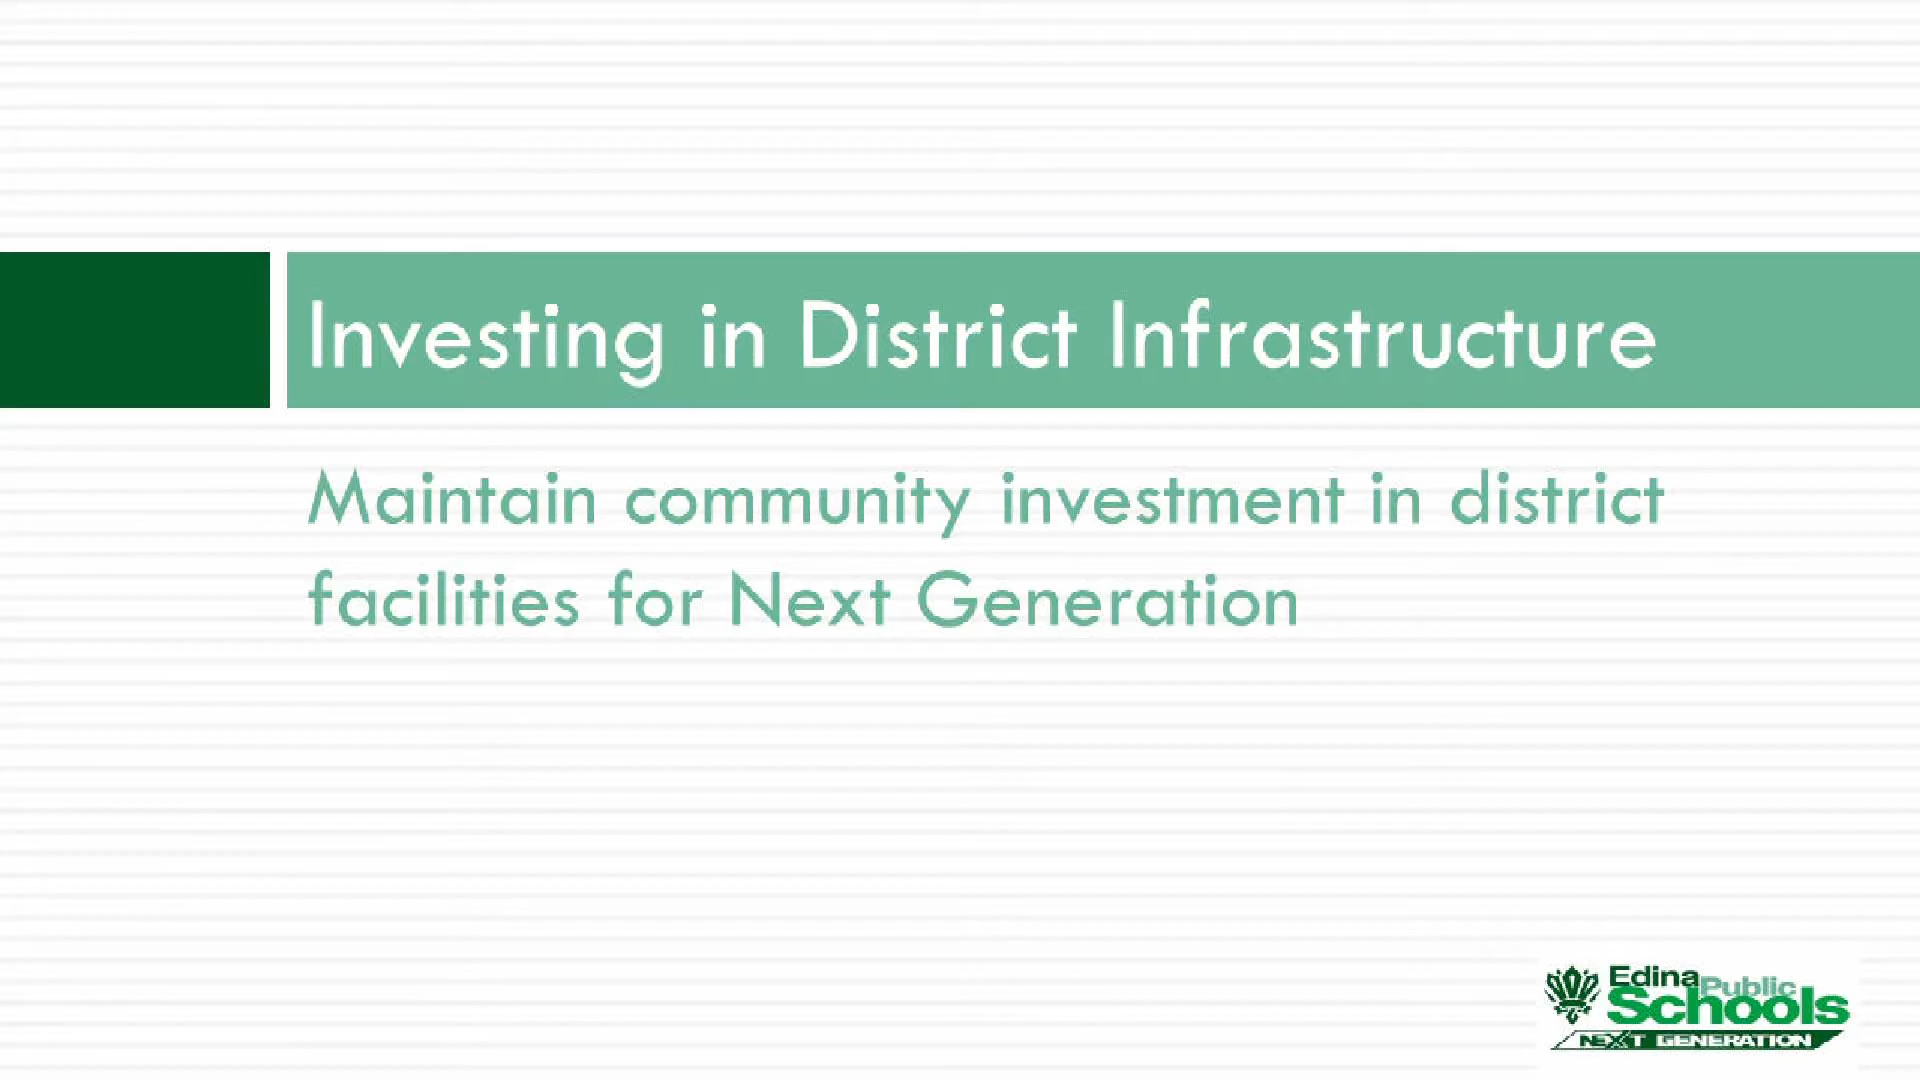 Investing in District Infrastructure
Maintain community investment in district
facilities for Next Generation
Edina Public
Schools
NEXT GENERATION